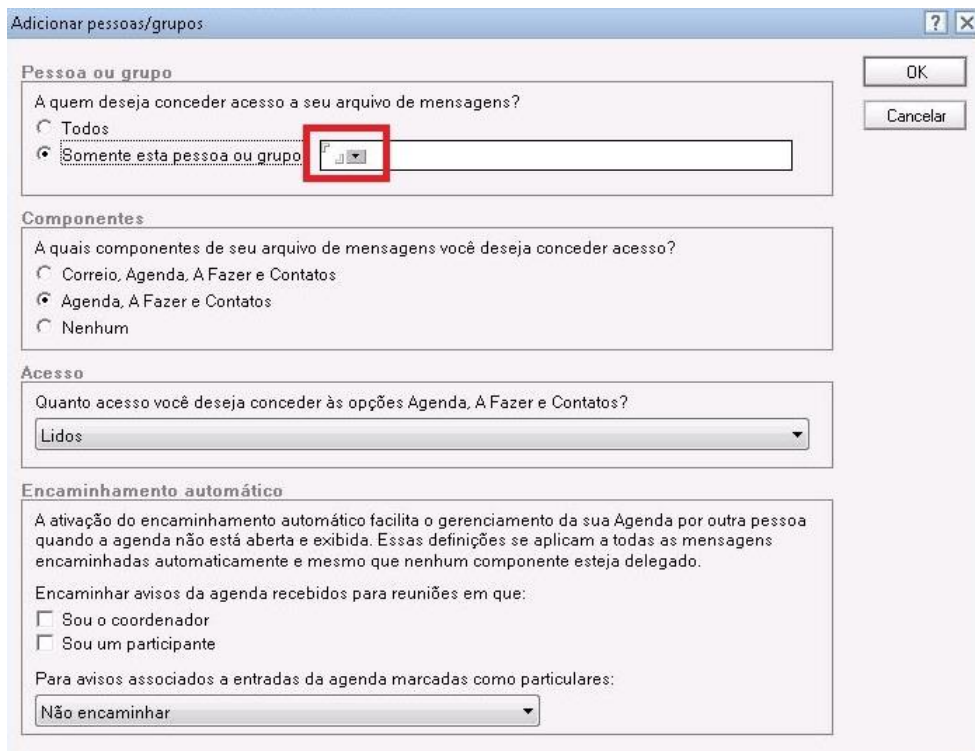 Adicionar pessoas/grupos
Pessoa ou grupo
A quem deseja conceder acesso a seu arquivo de mensagens?
Todos
Somente esta pessoa ou grupo
OK
Cancelar
Componentes
A quais componentes de seu arquivo de mensagens você deseja conceder acesso?
Correio, Agenda, A Fazer e Contatos
Agenda, A Fazer e Contatos
Nenhum
Acesso
Quanto acesso você deseja conceder às opções Agenda, A Fazer e Contatos?
Lidos
Encaminhamento automático
A ativação do encaminhamento automático facilita o gerenciamento da sua Agenda por outra pessoa
quando a agenda não está aberta e exibida. Essas definições se aplicam a todas as mensagens
encaminhadas automaticamente e mesmo que nenhum componente esteja delegado.
Encaminhar avisos da agenda recebidos para reuniões em que:
Sou o coordenador
Sou um participante
Para avisos associados a entradas da agenda marcadas como particulares:
Não encaminhar